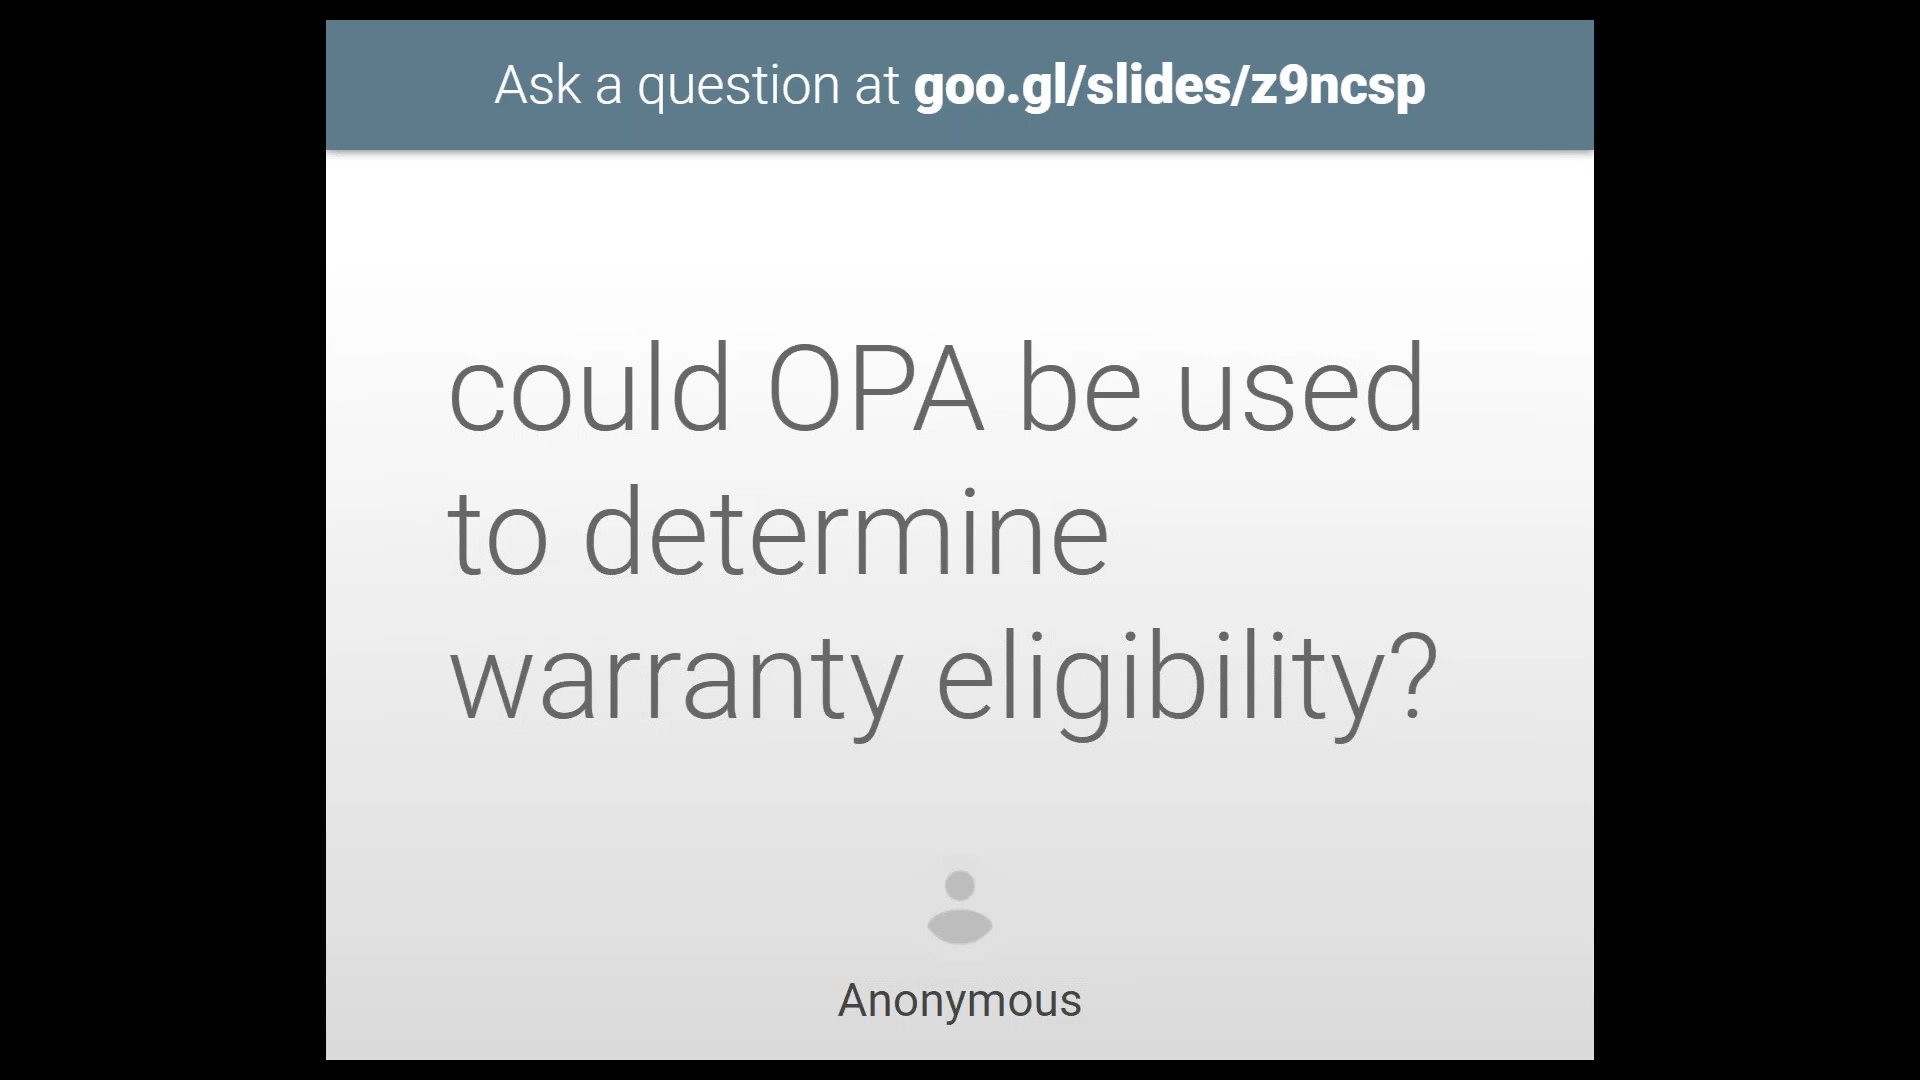 Ask a question at goo.gl/slides/z9ncsp
could OPA be used
to determine
warranty eligibility?
Anonymous